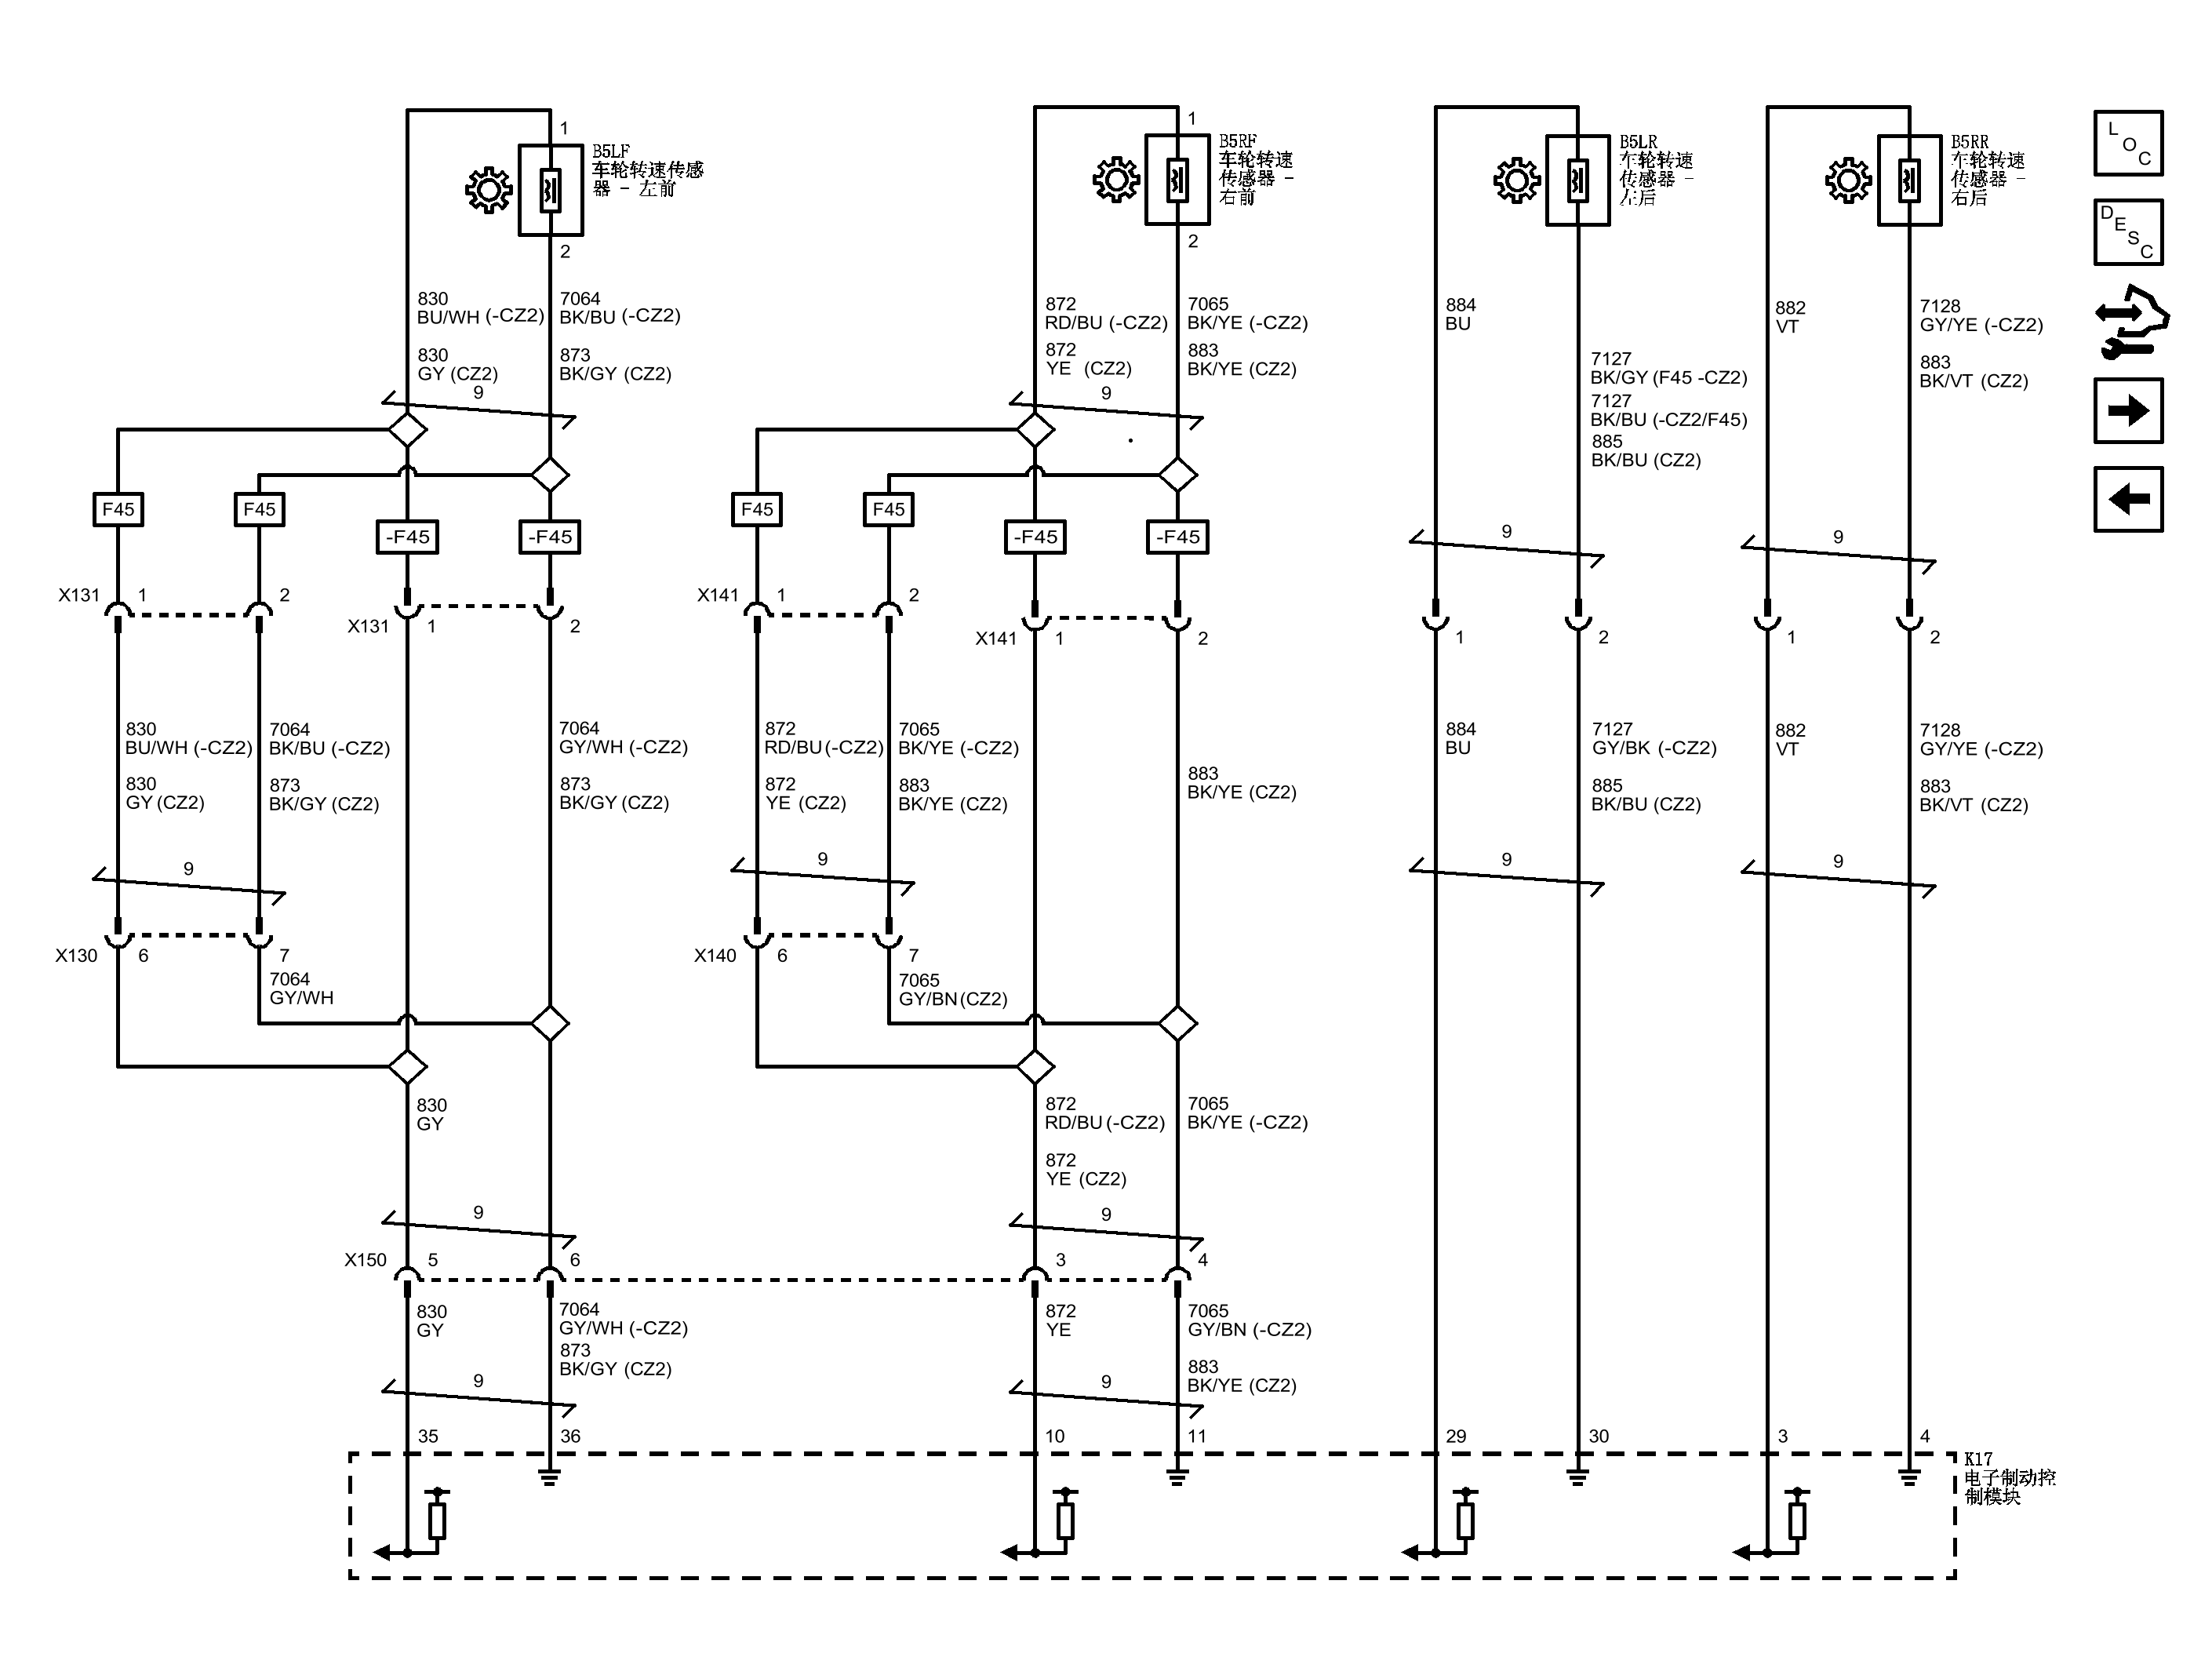 1
B5LF
车轮转速传感
器 - 左前
2
830
BU/WH (-CZ2)
830
GY (CZ2)
7064
BK/BU (-CZ2)
873
BK/GY (CZ2)
9
F45
F45
-F45
-F45
X131
1
2
X131
1
2
830
BU/WH (-CZ2)
830
GY (CZ2)
7064
BK/BU (-CZ2)
873
BK/GY (CZ2)
7064
GY/WH (-CZ2)
873
BK/GY (CZ2)
9
X130
6
7
7064
GY/WH
830
GY
9
X150
5
6
830
GY
7064
GY/WH (-CZ2)
873
BK/GY (CZ2)
9
35
36
1
B5RF
车轮转速
传感器 -
右前
2
872
RD/BU (-CZ2)
872
YE (CZ2)
7065
BK/YE (-CZ2)
883
BK/YE (CZ2)
9
F45
F45
-F45
-F45
X141
1
2
X141
1
2
872
RD/BU (-CZ2)
872
YE (CZ2)
7065
BK/YE (-CZ2)
883
BK/YE (CZ2)
883
BK/YE (CZ2)
9
X140
6
7
7065
GY/BN (CZ2)
872
RD/BU (-CZ2)
872
YE (CZ2)
7065
BK/YE (-CZ2)
9
3
4
872
YE
7065
GY/BN (-CZ2)
883
BK/YE (CZ2)
9
10
11
B5LR
车轮转速
传感器 -
左后
884
BU
7127
BK/GY (F45 -CZ2)
7127
BK/BU (-CZ2/F45)
885
BK/BU (CZ2)
9
1
2
884
BU
7127
GY/BK (-CZ2)
885
BK/BU (CZ2)
9
29
30
B5RR
车轮转速
传感器 -
右后
882
VT
7128
GY/YE (-CZ2)
883
BK/VT (CZ2)
9
1
2
882
VT
7128
GY/YE (-CZ2)
883
BK/VT (CZ2)
9
3
4
K17
电子制动控
制模块
LOC
DESC